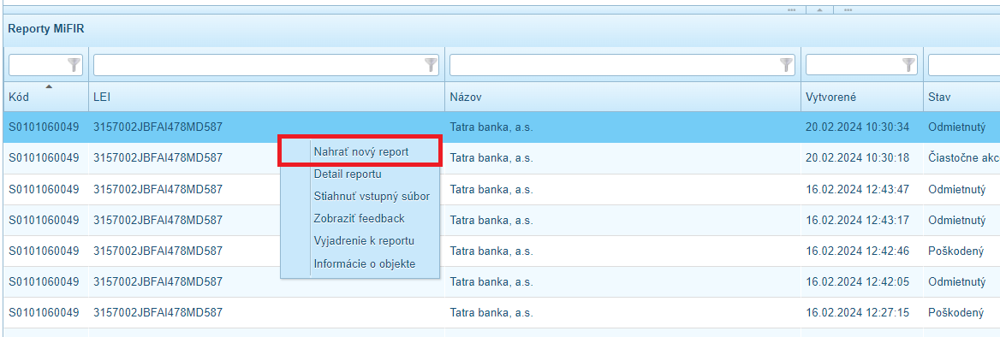 Reporty MiFIR
Kód LEI Názov Vytvorené Stav
S0101060049 3157002JBFAI478MD587 Tatra banka, a.s. 20.02.2024 10:30:34 Odmietnutý
Nahrať nový report
S0101060049 3157002JBFAI478MD587 Tatra banka, a.s. 20.02.2024 10:30:18 Čiastočne akc
Detail reportu
S0101060049 3157002JBFAI478MD587 Tatra banka, a.s. 16.02.2024 12:43:47 Odmietnutý
Stiahnuť vstupný súbor
S0101060049 3157002JBFAI478MD587 Tatra banka, a.s. 16.02.2024 12:43:17 Odmietnutý
Zobraziť feedback
Vyjadrenie k reportu
S0101060049 3157002JBFAI478MD587 Tatra banka, a.s. 16.02.2024 12:42:46 Poškodený
Informácie o objekte
S0101060049 3157002JBFAI478MD587 Tatra banka, a.s. 16.02.2024 12:42:05 Odmietnutý
S0101060049 3157002JBFAI478MD587 Tatra banka, a.s. 16.02.2024 12:27:15 Poškodený